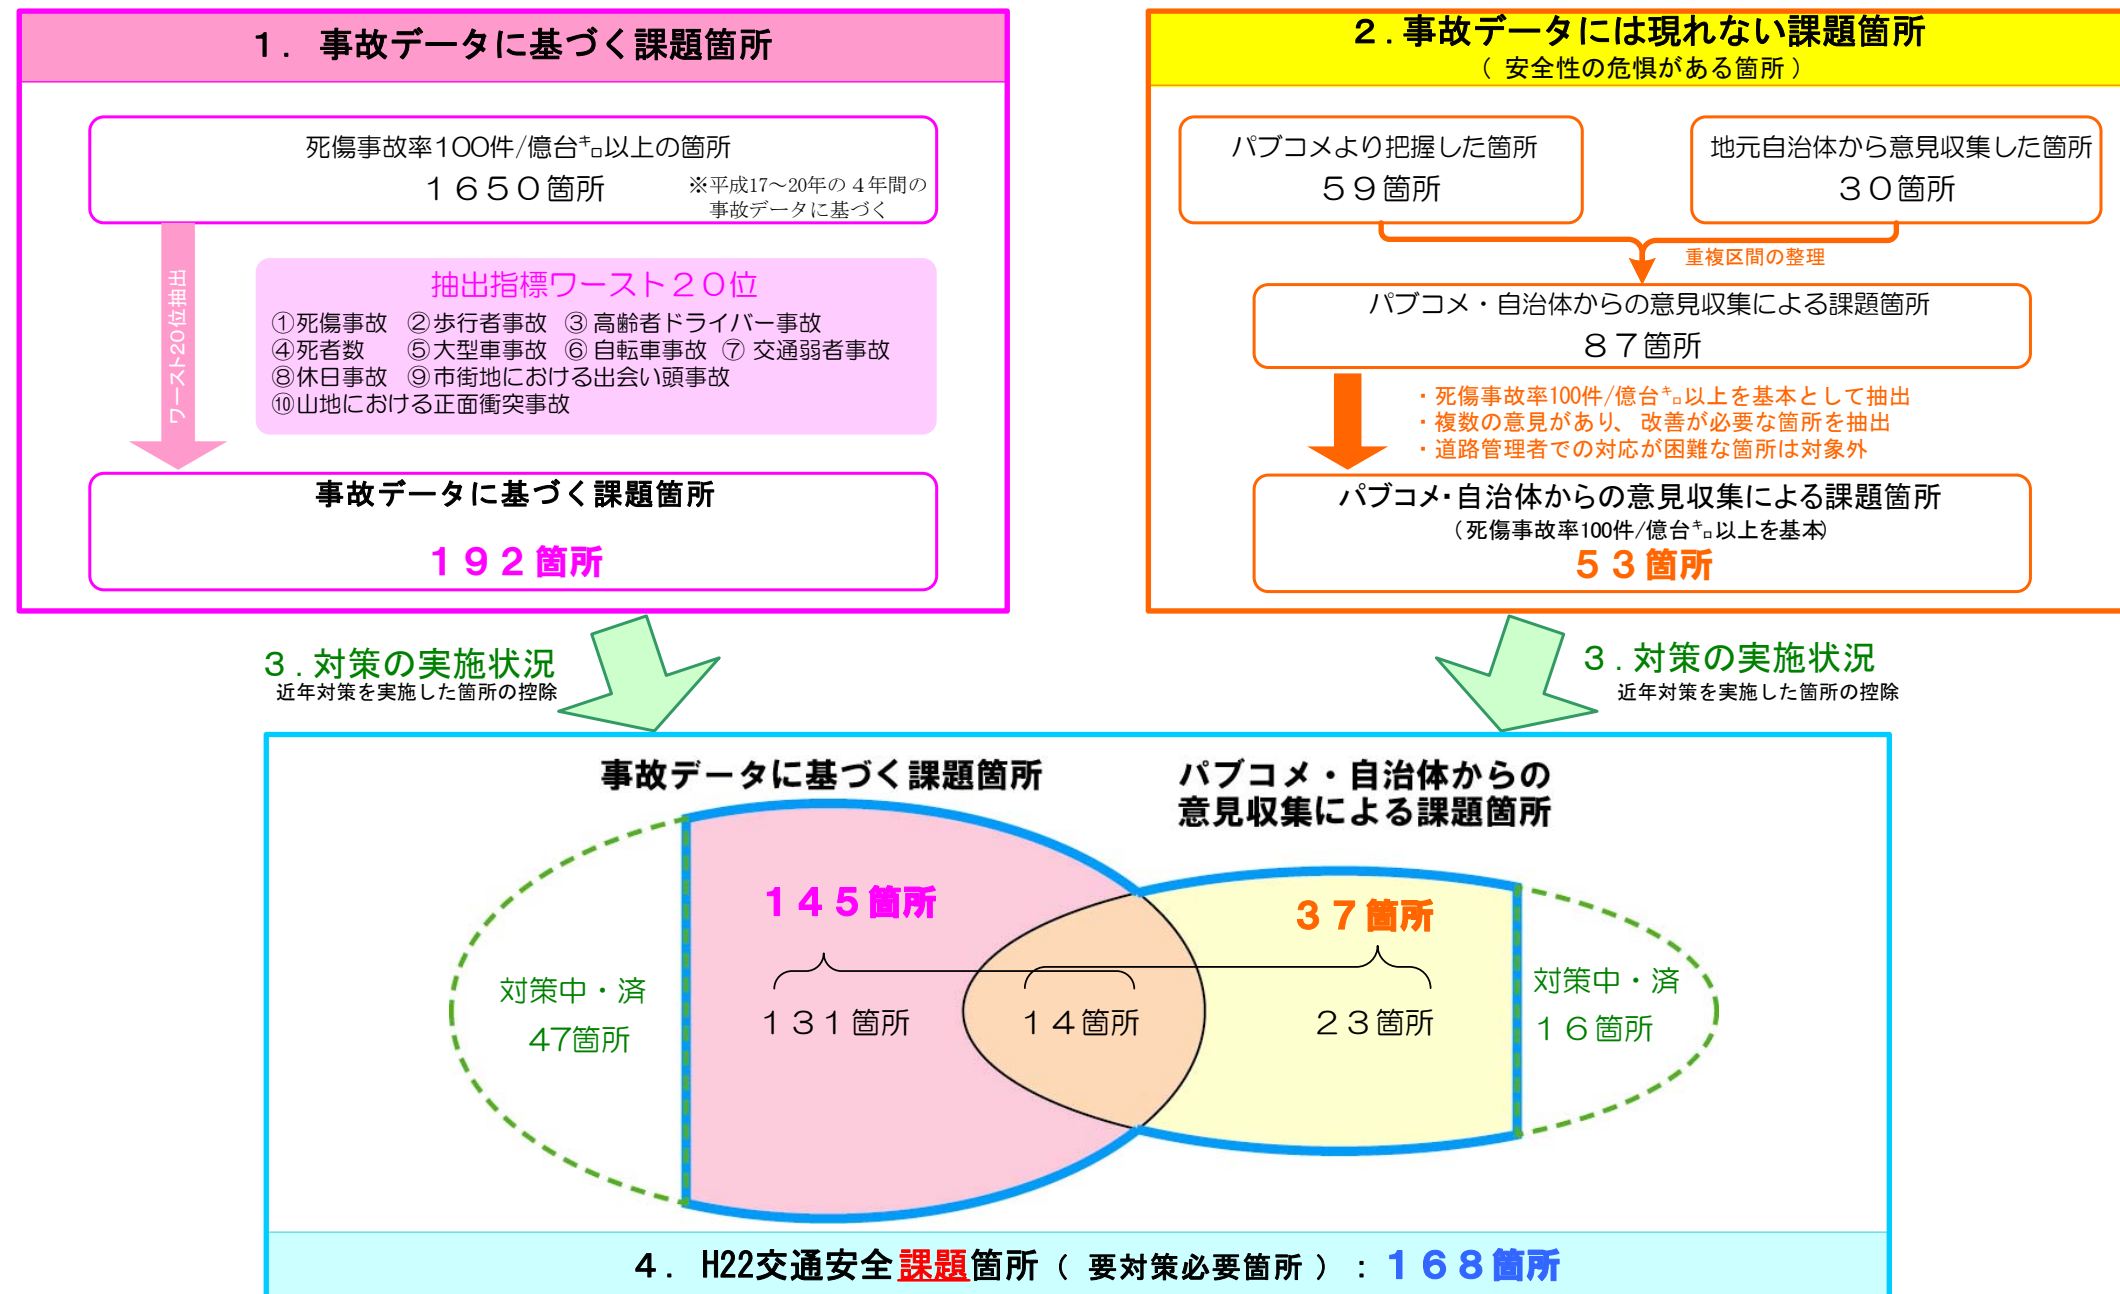 １．事故データに基づく課題箇所
死傷事故率100件/億台㌔以上の箇所
１６５０箇所
※平成17～20年の４年間の
事故データに基づく
ワースト20位抽出
抽出指標ワースト２０位
①死傷事故 ②歩行者事故 ③高齢者ドライバー事故
④死者数 ⑤大型車事故 ⑥自転車事故 ⑦交通弱者事故
⑧休日事故 ⑨市街地における出会い頭事故
⑩山地における正面衝突事故
事故データに基づく課題箇所
１９２箇所
２.事故データには現れない課題箇所
（安全性の危惧がある箇所）
パブコメより把握した箇所
５９箇所
地元自治体から意見収集した箇所
３０箇所
重複区間の整理
パブコメ・自治体からの意見収集による課題箇所
８７箇所
・死傷事故率100件/億台㌔以上を基本として抽出
・複数の意見があり、改善が必要な箇所を抽出
・道路管理者での対応が困難な箇所は対象外
パブコメ・自治体からの意見収集による課題箇所
（死傷事故率100件/億台㌔以上を基本）
５３箇所
３.対策の実施状況
近年対策を実施した箇所の控除
３.対策の実施状況
近年対策を実施した箇所の控除
事故データに基づく課題箇所
パブコメ・自治体からの
意見収集による課題箇所
１４５箇所
３７箇所
対策中・済
47箇所
１３１箇所
１４箇所
２３箇所
対策中・済
１６箇所
４．H22交通安全課題箇所（要対策必要箇所）：１６８箇所